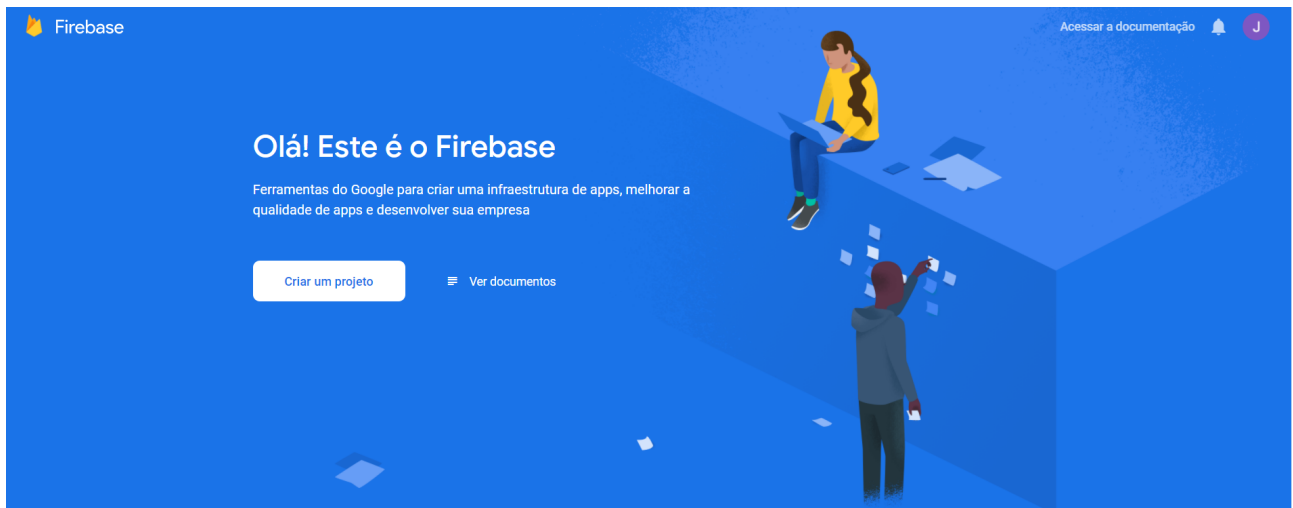 Firebase
Acessar a documentação
J
Olá! Este é o Firebase
Ferramentas do Google para criar uma infraestrutura de apps, melhorar a
qualidade de apps e desenvolver sua empresa
Criar um projeto
Ver documentos